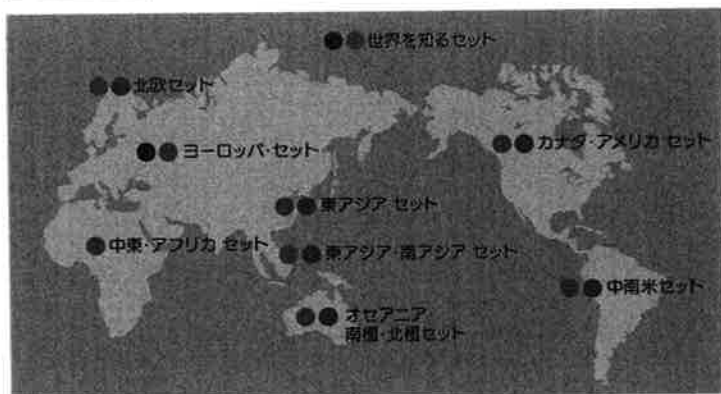 世界を知るセット
北欧セット
ヨーロッパ・セット
カナダ・アメリカ セット
東アジア セット
中東・アフリカ セット
東アジア・南アジア セット
中南米セット
オセアニア
南極・北極セット